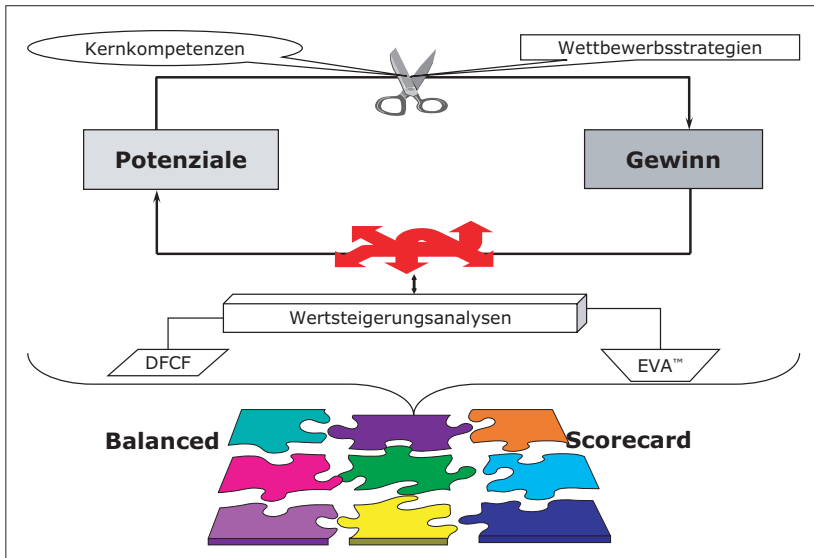 Kernkompetenzen
Wettbewerbsstrategien
Potenziale
Gewinn
Wertsteigerungsanalysen
DFCF
EVA™
Balanced
Scorecard